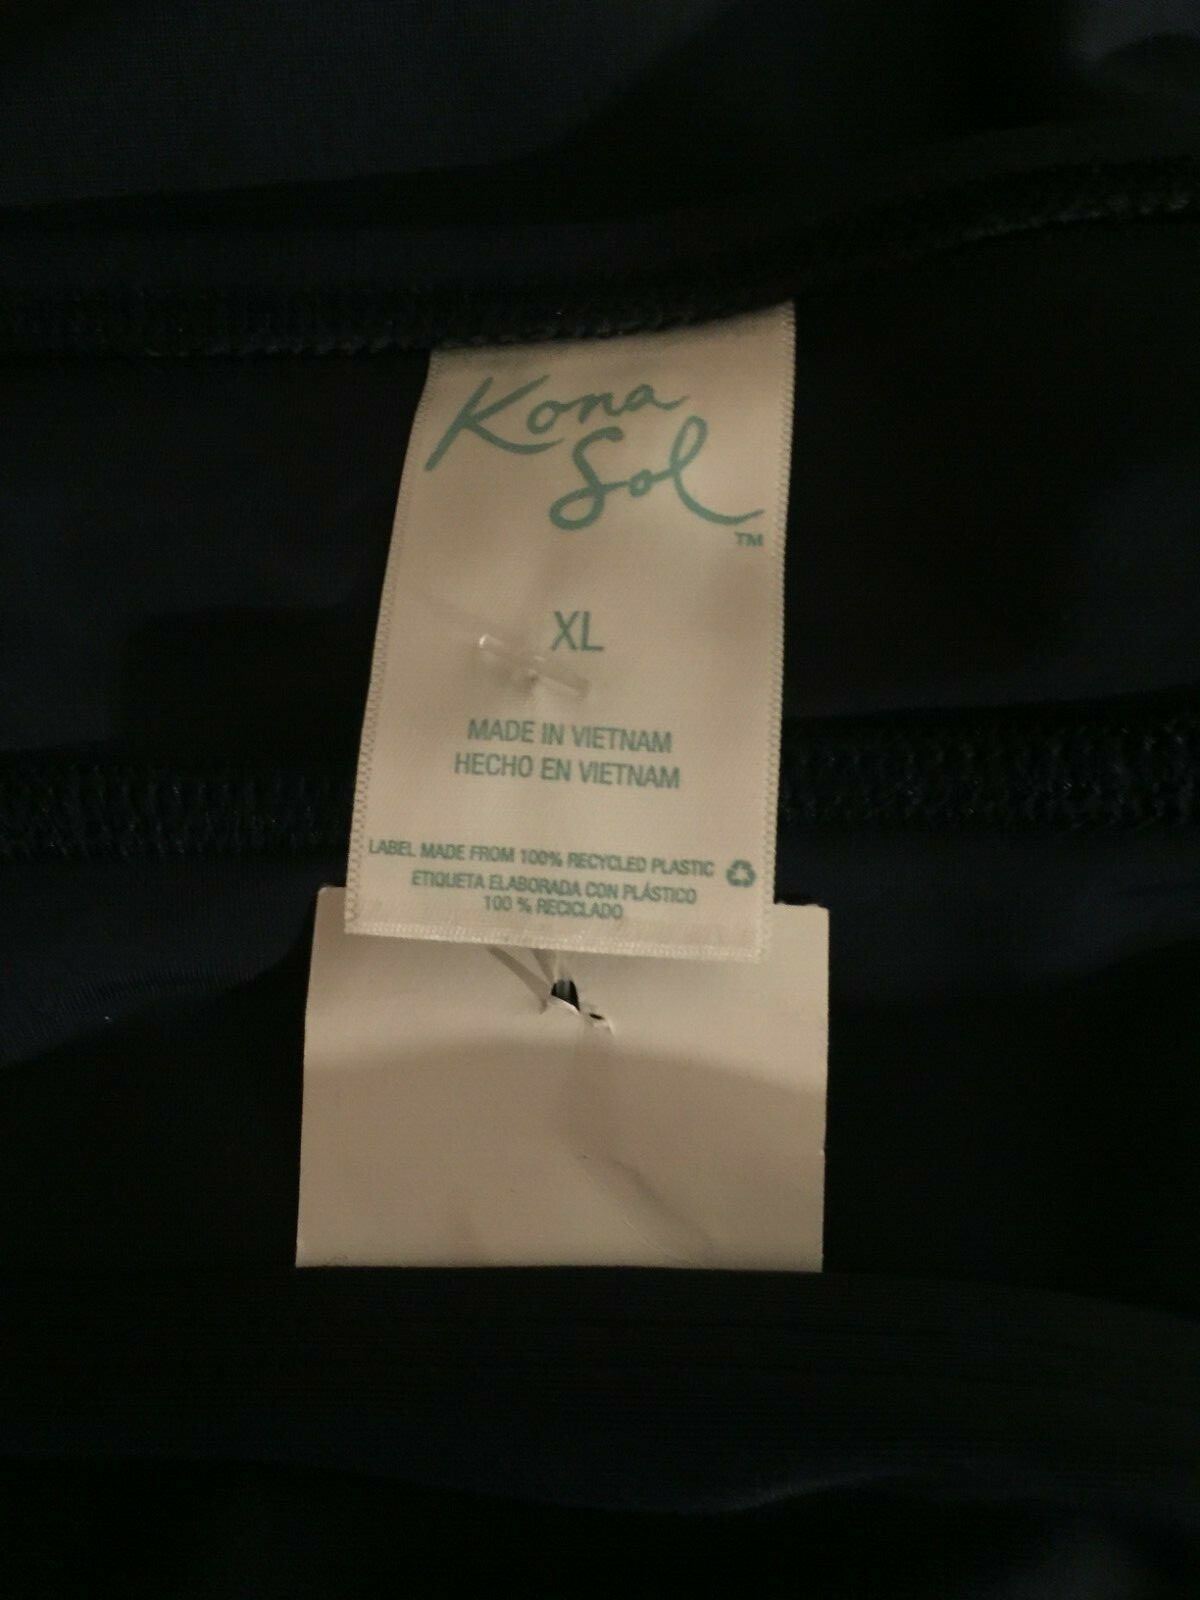 Kona
Sol
TM
XL
MADE IN VIETNAM
HECHO EN VIETNAM
LABEL MADE FROM 100% RECYCLED PLASTIC
ETIQUETA ELABORADA CON PLÁSTICO
100 % RECICLADO